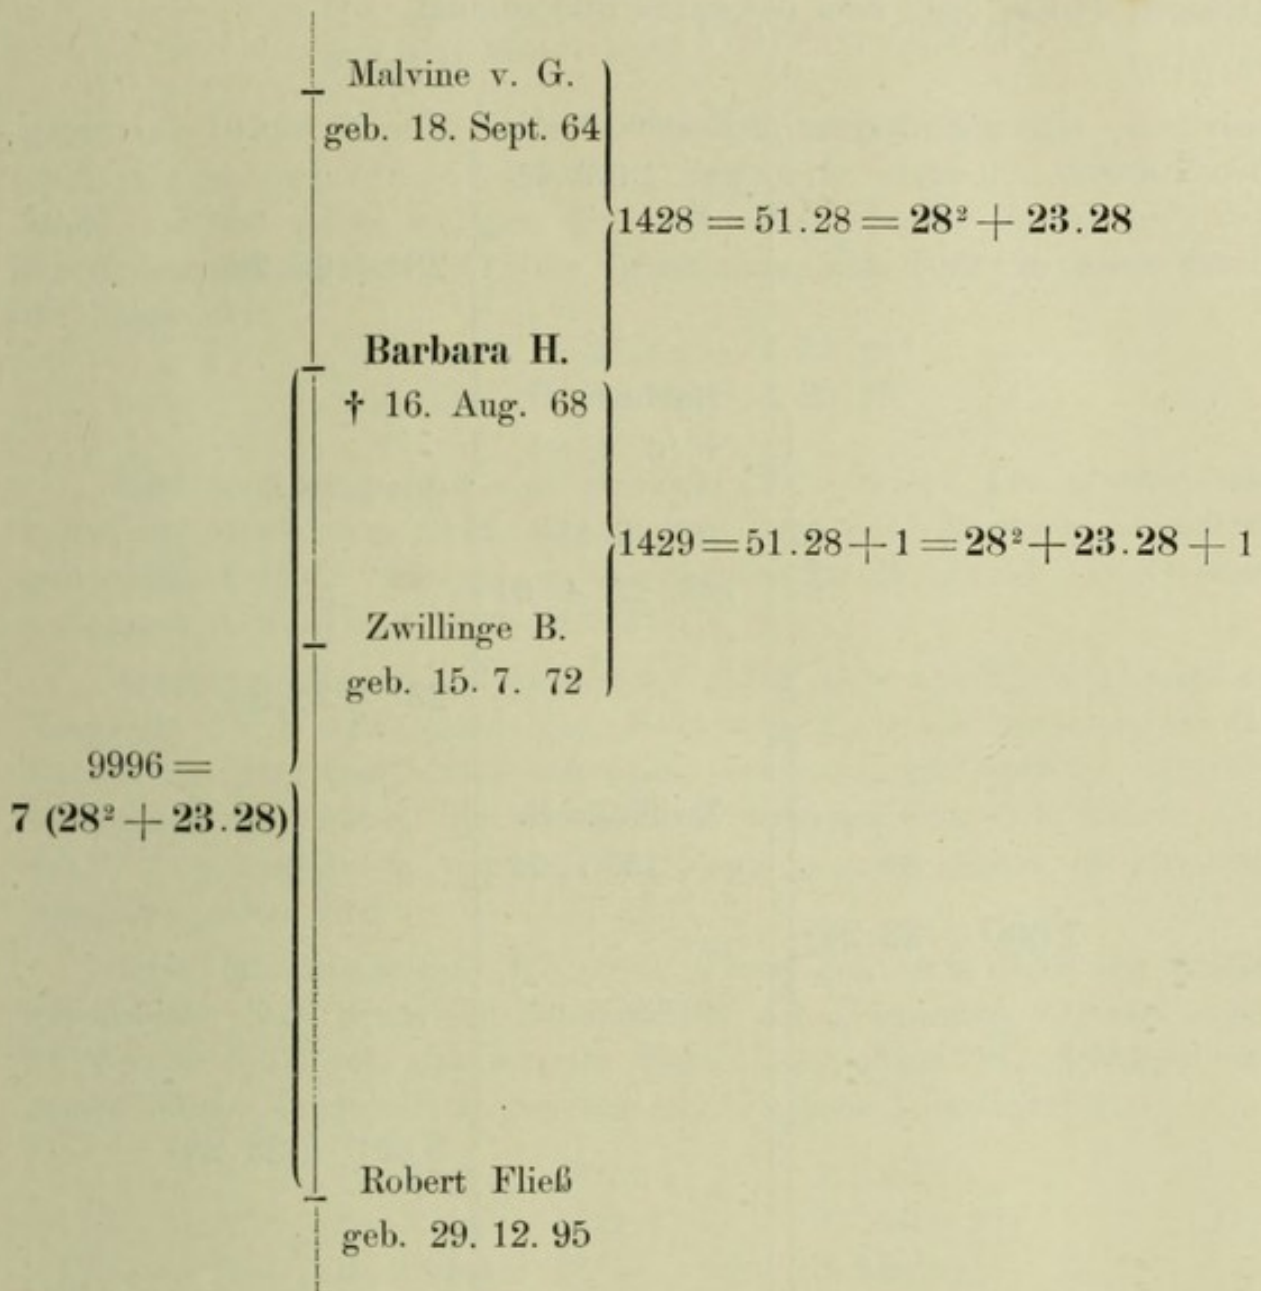 Malvine v. G.
geb. 18. Sept. 64
1428 = 51.28 = 28² + 23.28
Barbara H.
† 16. Aug. 68
1429 = 51.28 + 1 = 28² + 23.28 + 1
Zwillinge B.
geb. 15. 7. 72
9996 =
7 (28² + 23.28)
Robert Fließ
geb. 29. 12. 95